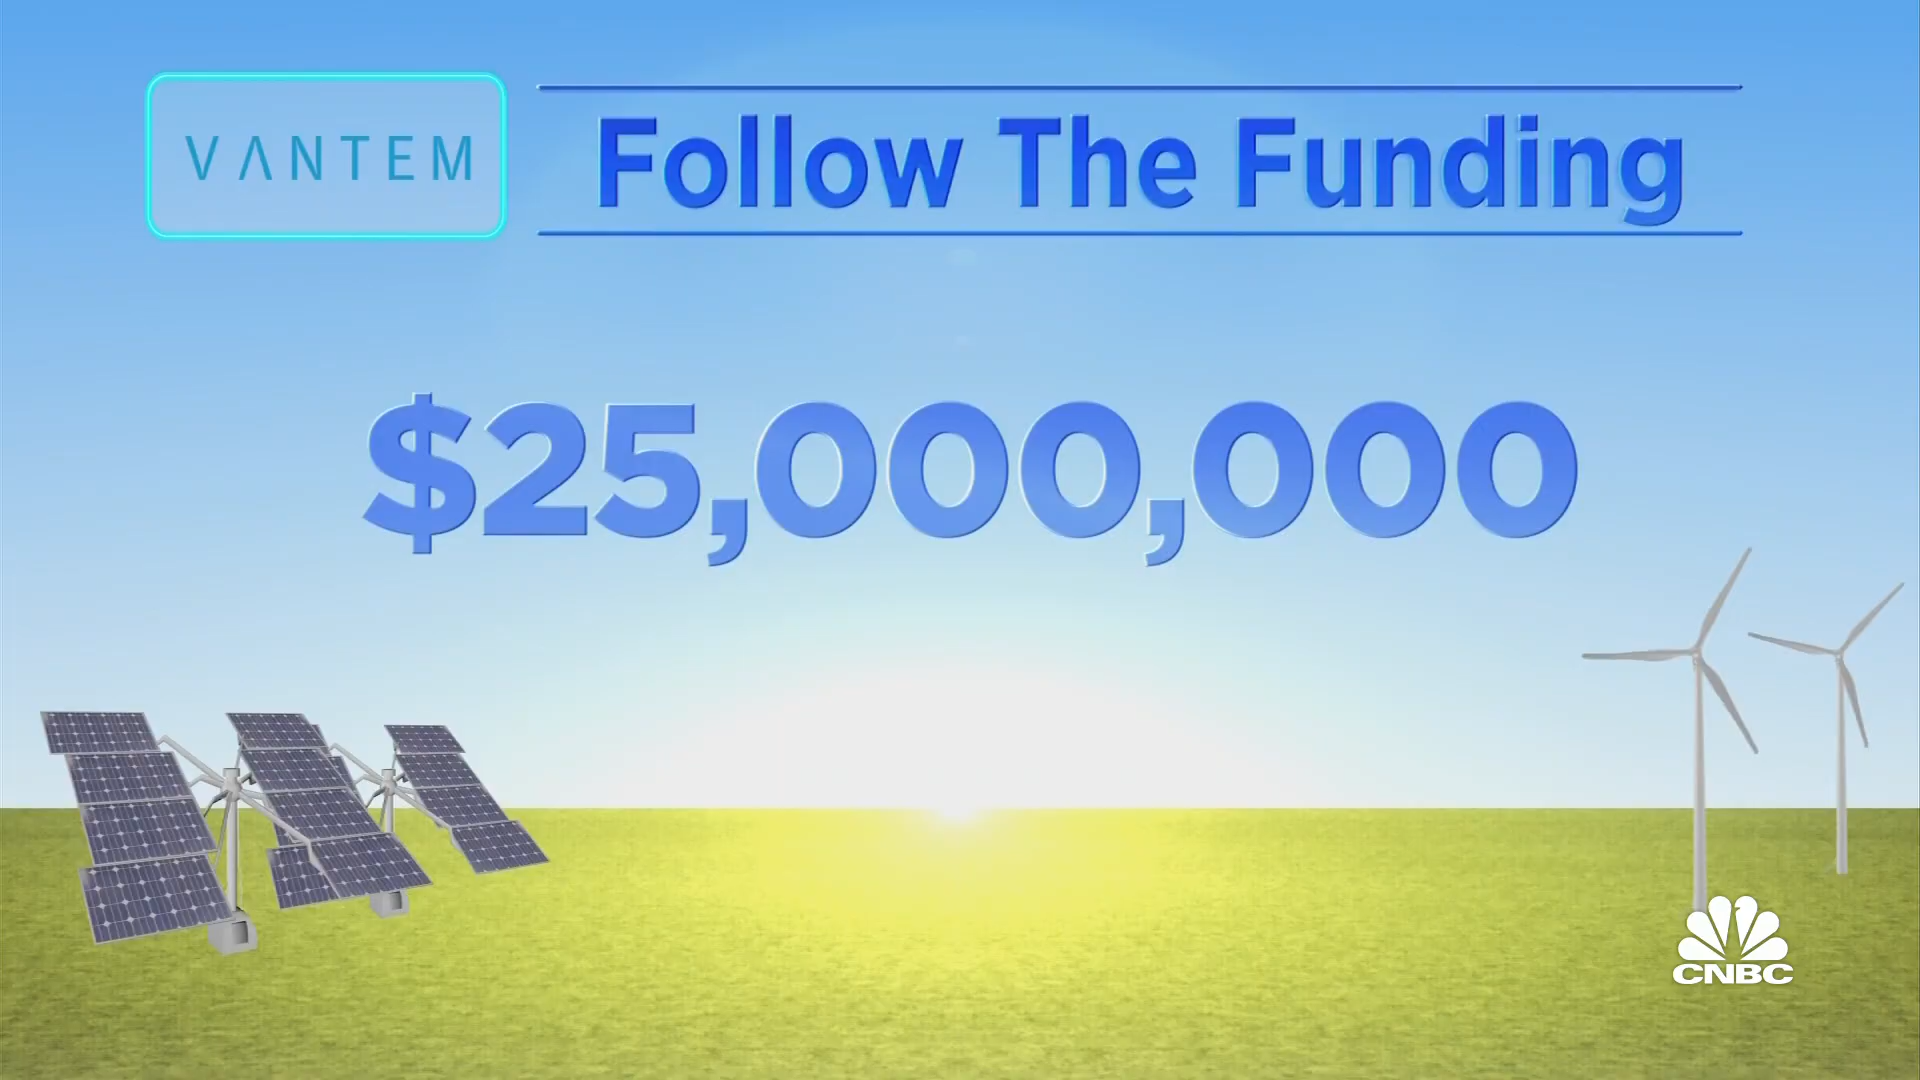 VANTEM
Follow The Funding
$25,000,000
CNBC